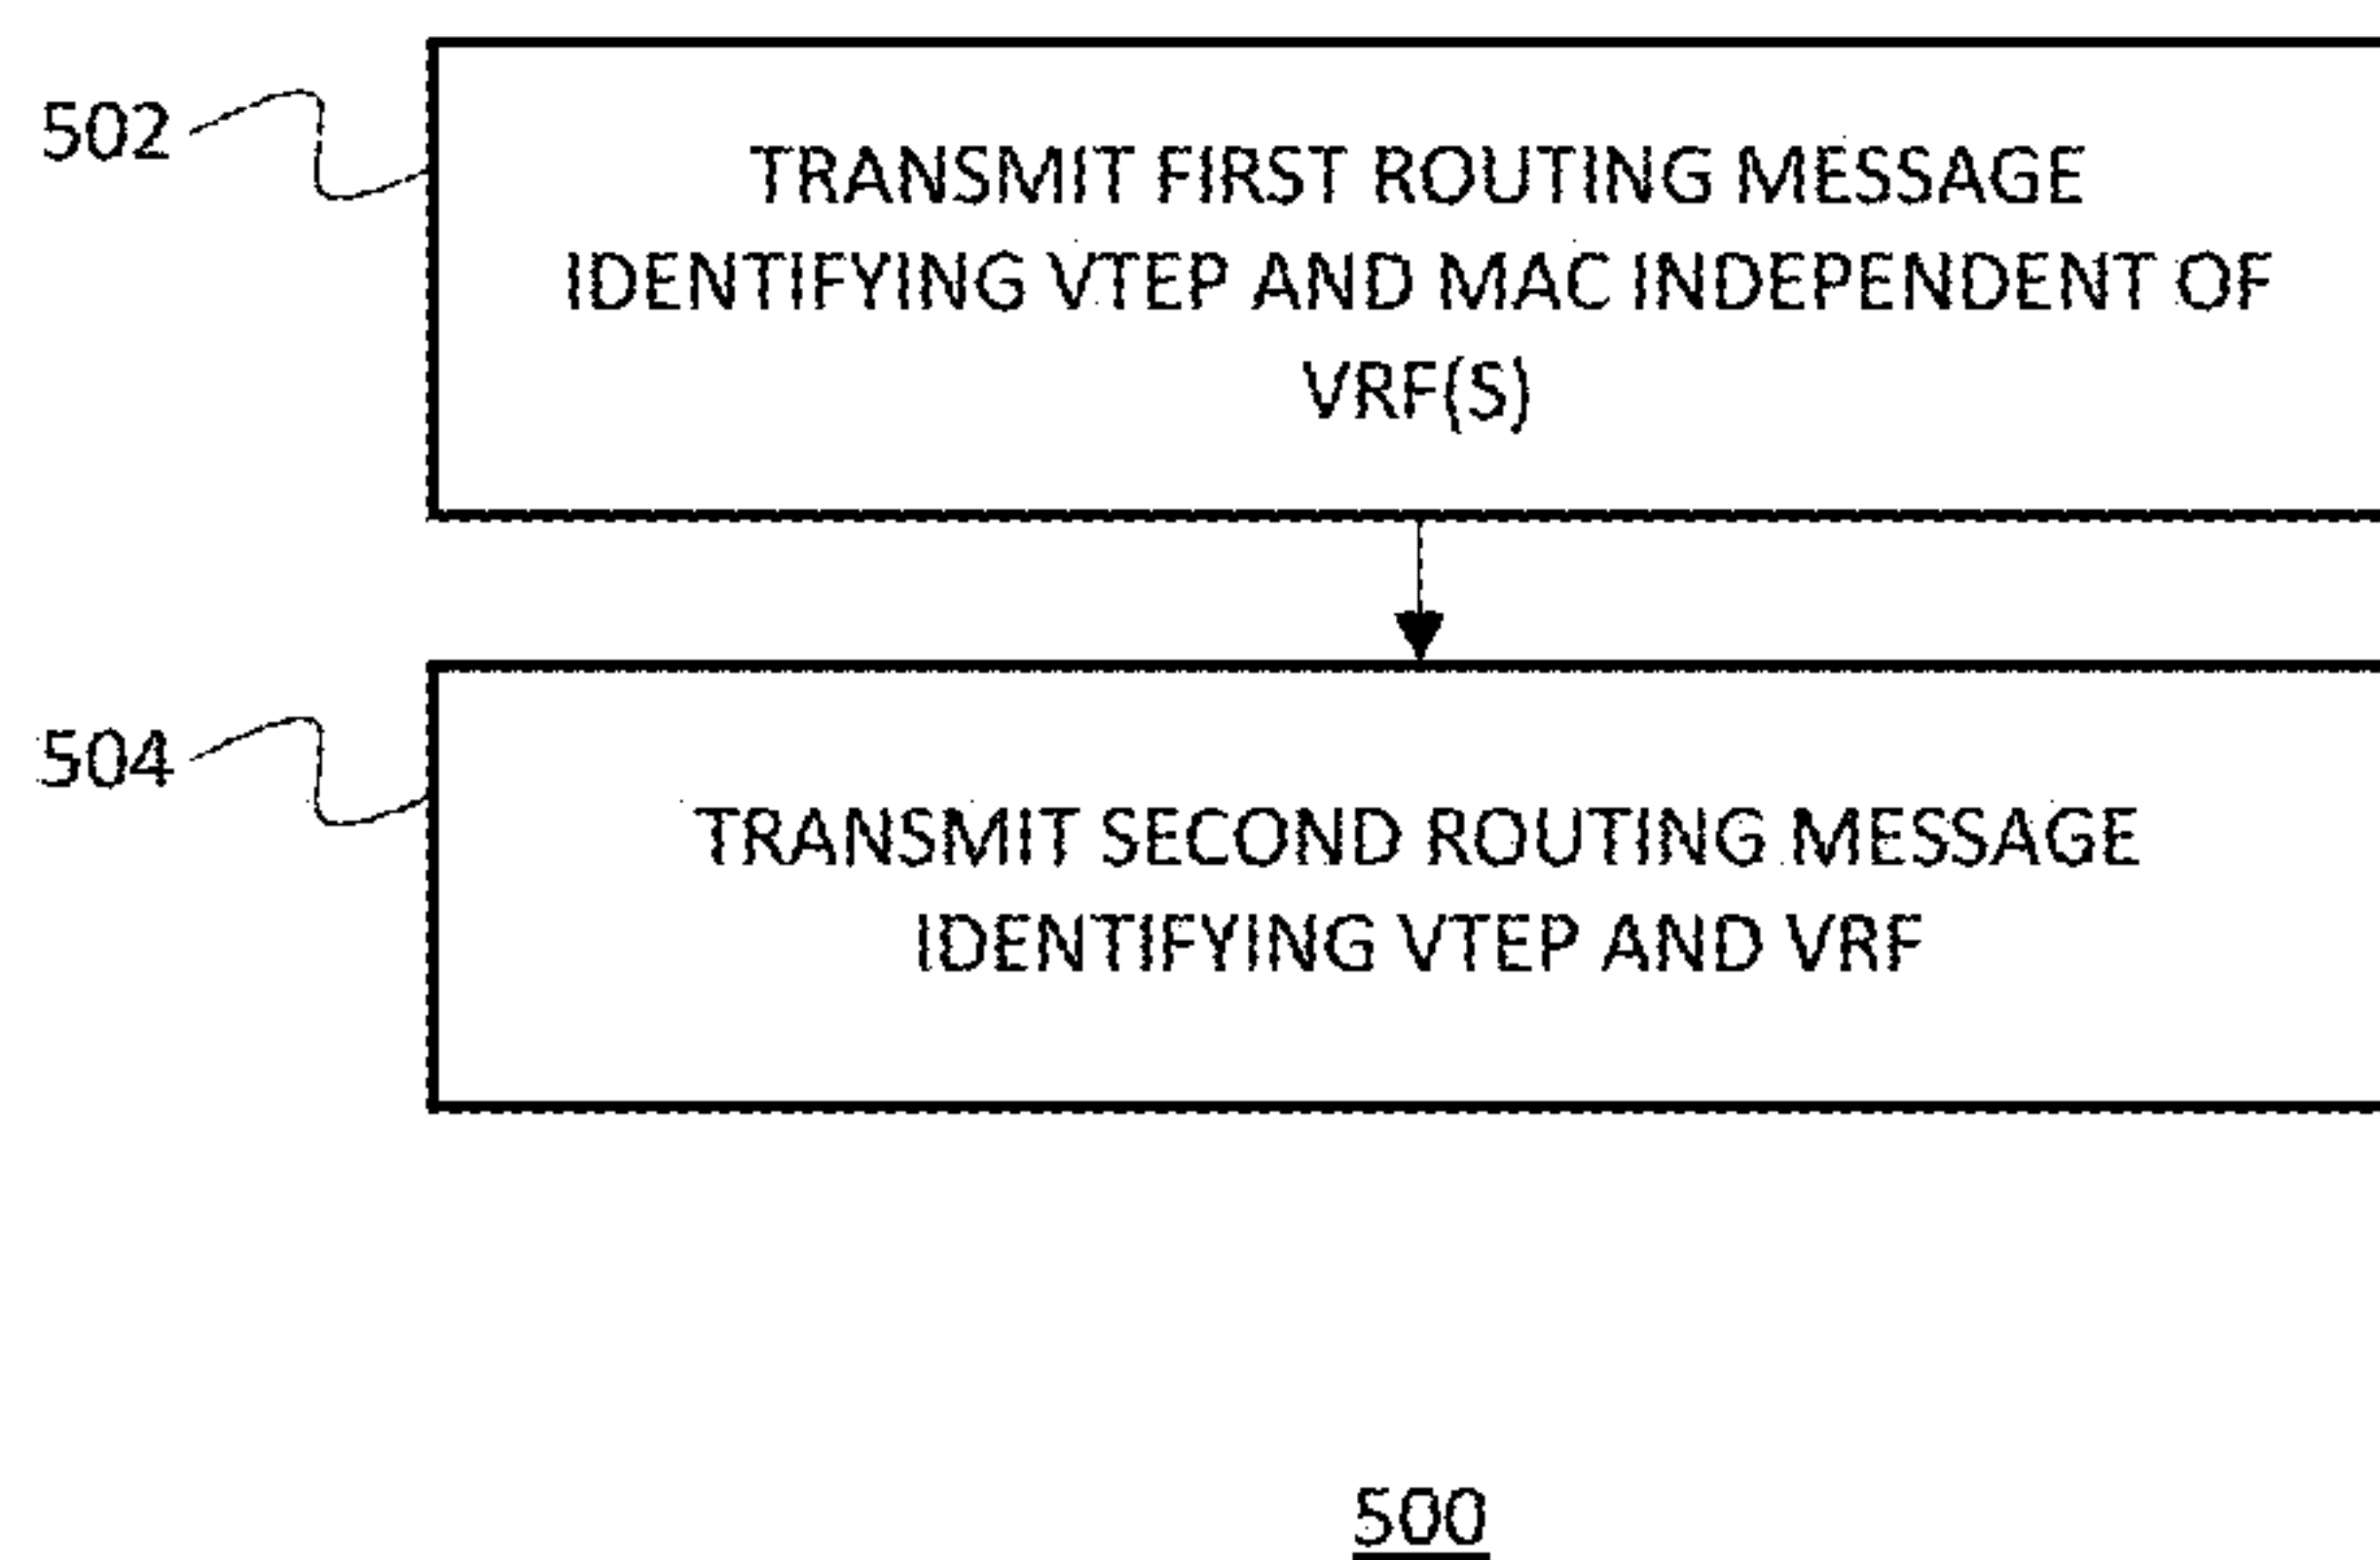 502
TRANSMIT FIRST ROUTING MESSAGE
IDENTIFYING VTEP AND MAC INDEPENDENT OF
VRF(S)
504
TRANSMIT SECOND ROUTING MESSAGE
IDENTIFYING VTEP AND VRF
500